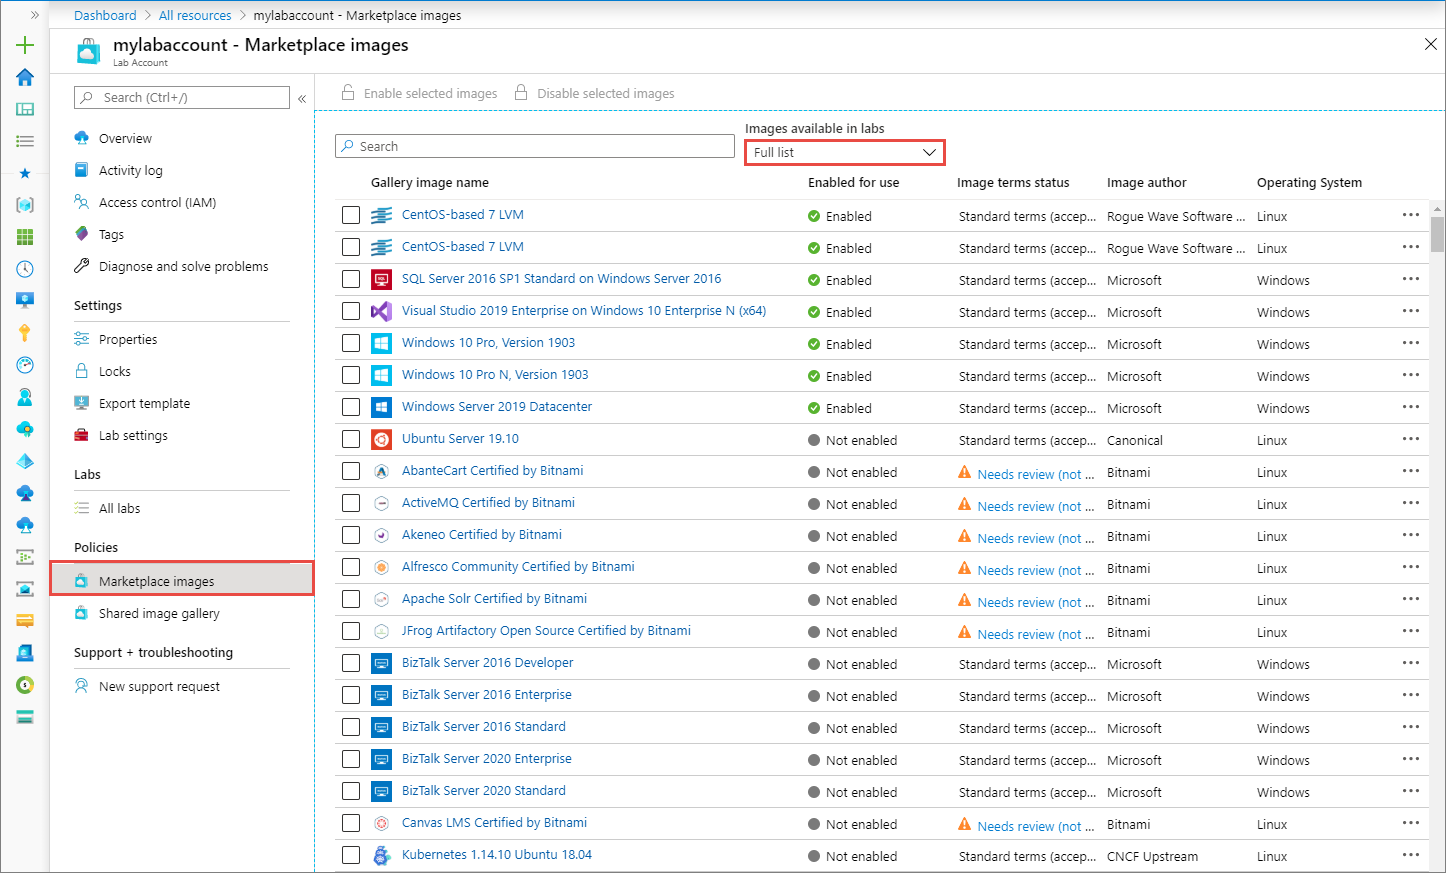 Dashboard > All resources > mylabaccount - Marketplace images
mylabaccount - Marketplace images
Lab Account
Search (Ctrl+/)
Overview
Activity log
Access control (IAM)
Tags
Diagnose and solve problems
Settings
Properties
Locks
Export template
Lab settings
Labs
All labs
Policies
Marketplace images
Shared image gallery
Support + troubleshooting
New support request
Enable selected images Disable selected images
Images available in labs
Search Full list
Gallery image name Enabled for use Image terms status Image author Operating System
CentOS-based 7 LVM Enabled Standard terms (accep... Rogue Wave Software ... Linux
CentOS-based 7 LVM Enabled Standard terms (accep... Rogue Wave Software ... Linux
SQL Server 2016 SP1 Standard on Windows Server 2016 Enabled Standard terms (accep... Microsoft Windows
Visual Studio 2019 Enterprise on Windows 10 Enterprise N (x64) Enabled Standard terms (accep... Microsoft Windows
Windows 10 Pro, Version 1903 Enabled Standard terms (accep... Microsoft Windows
Windows 10 Pro N, Version 1903 Enabled Standard terms (accep... Microsoft Windows
Windows Server 2019 Datacenter Enabled Standard terms (accep... Microsoft Windows
Ubuntu Server 19.10 Not enabled Standard terms (accep... Canonical Linux
AbanteCart Certified by Bitnami Not enabled Needs review (not ... Bitnami Linux
ActiveMQ Certified by Bitnami Not enabled Needs review (not ... Bitnami Linux
Akeneo Certified by Bitnami Not enabled Needs review (not ... Bitnami Linux
Alfresco Community Certified by Bitnami Not enabled Needs review (not ... Bitnami Linux
Apache Solr Certified by Bitnami Not enabled Needs review (not ... Bitnami Linux
JFrog Artifactory Open Source Certified by Bitnami Not enabled Needs review (not ... Bitnami Linux
BizTalk Server 2016 Developer Not enabled Standard terms (accep... Microsoft Windows
BizTalk Server 2016 Enterprise Not enabled Standard terms (accep... Microsoft Windows
BizTalk Server 2016 Standard Not enabled Standard terms (accep... Microsoft Windows
BizTalk Server 2020 Enterprise Not enabled Standard terms (accep... Microsoft Windows
BizTalk Server 2020 Standard Not enabled Standard terms (accep... Microsoft Windows
Canvas LMS Certified by Bitnami Not enabled Needs review (not ... Bitnami Linux
Kubernetes 1.14.10 Ubuntu 18.04 Not enabled Standard terms (accep... CNCF Upstream Linux